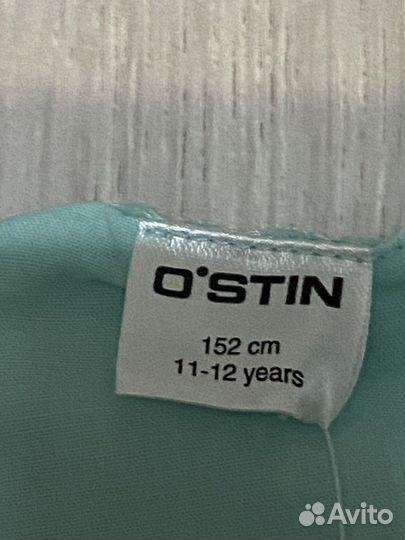 O'STIN
152 cm
11-12 years
Avito